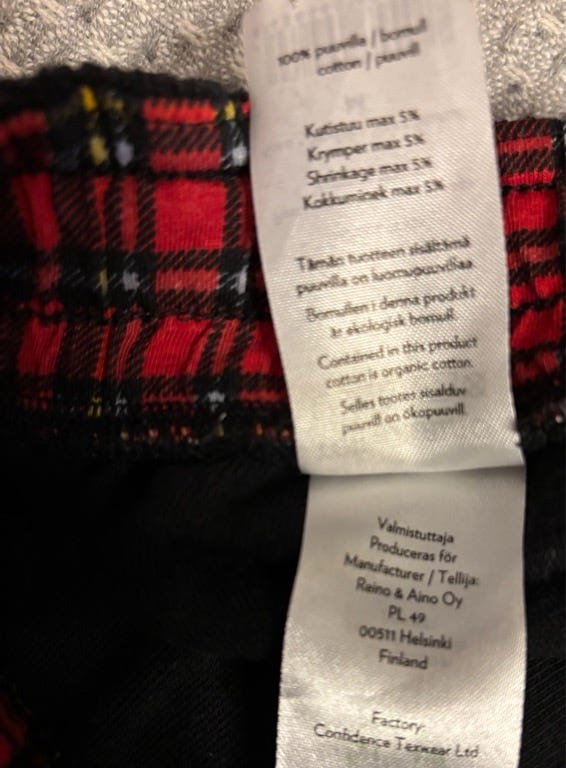 100% puuvilla / bomull
cotton / puuvill
Kutistuu max 5%
Krymper max 5%
Shrinkage max 5%
Kokkuminek max 5%
Tämän tuotteen sisältämä
puuvilla on luomupuuvillaa.
Bomullen i denna produkt
är ekologisk bomull.
Contained in this product
cotton is organic cotton.
Selles tootes sisalduv
puuvill on ökopuuvill.
Valmistuttaja
Produceras för
Manufacturer / Tellija:
Reino & Aino Oy
PL 49
00511 Helsinki
Finland
Factory:
Confidence Texwear Ltd